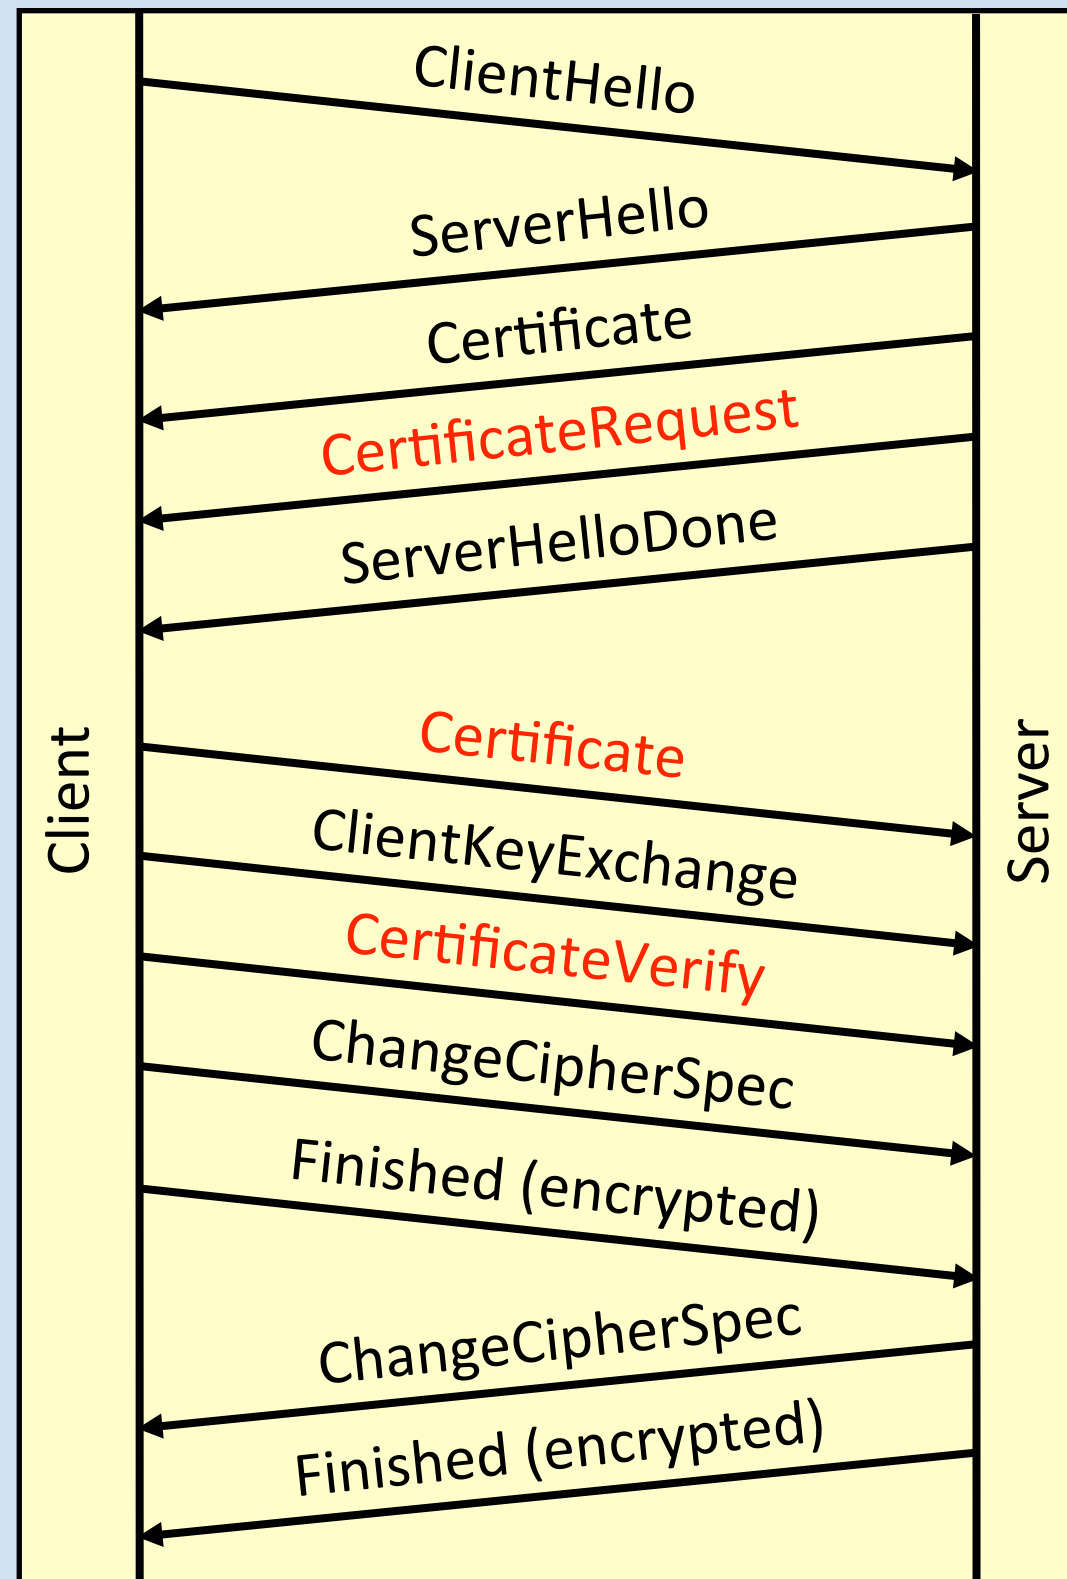 ClientHello
ServerHello
Certificate
CertificateRequest
ServerHelloDone
Client
Server
Certificate
ClientKeyExchange
CertificateVerify
ChangeCipherSpec
Finished (encrypted)
ChangeCipherSpec
Finished (encrypted)